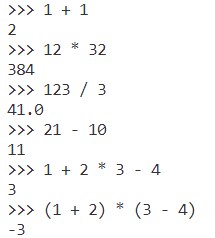 >>> 1 + 1
2
>>> 12 * 32
384
>>> 123 / 3
41.0
>>> 21 - 10
11
>>> 1 + 2 * 3 - 4
3
>>> (1 + 2) * (3 - 4)
-3